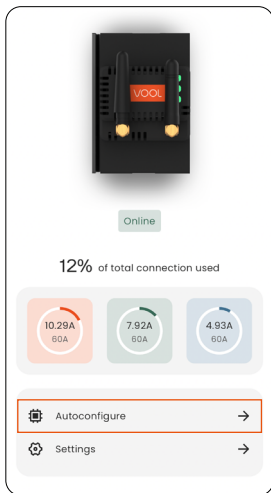 VOOL
Online
12% of total connection used
10.29A 7.92A 4.93A
60A 60A 60A
Autoconfigure
Settings